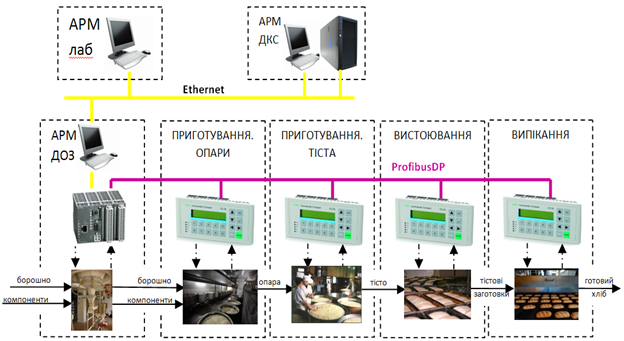 АРМ
лаб
АРМ
ДКС
Ethernet
АРМ
ДОЗ
ПРИГОТУВАННЯ.
ОПАРИ
ПРИГОТУВАННЯ.
ТІСТА
ВИСТОЮВАННЯ
ВИПІКАННЯ
ProfibusDP
борошно
компоненти
борошно
компоненти
опара
тісто
тістові
заготовки
готовий
хліб